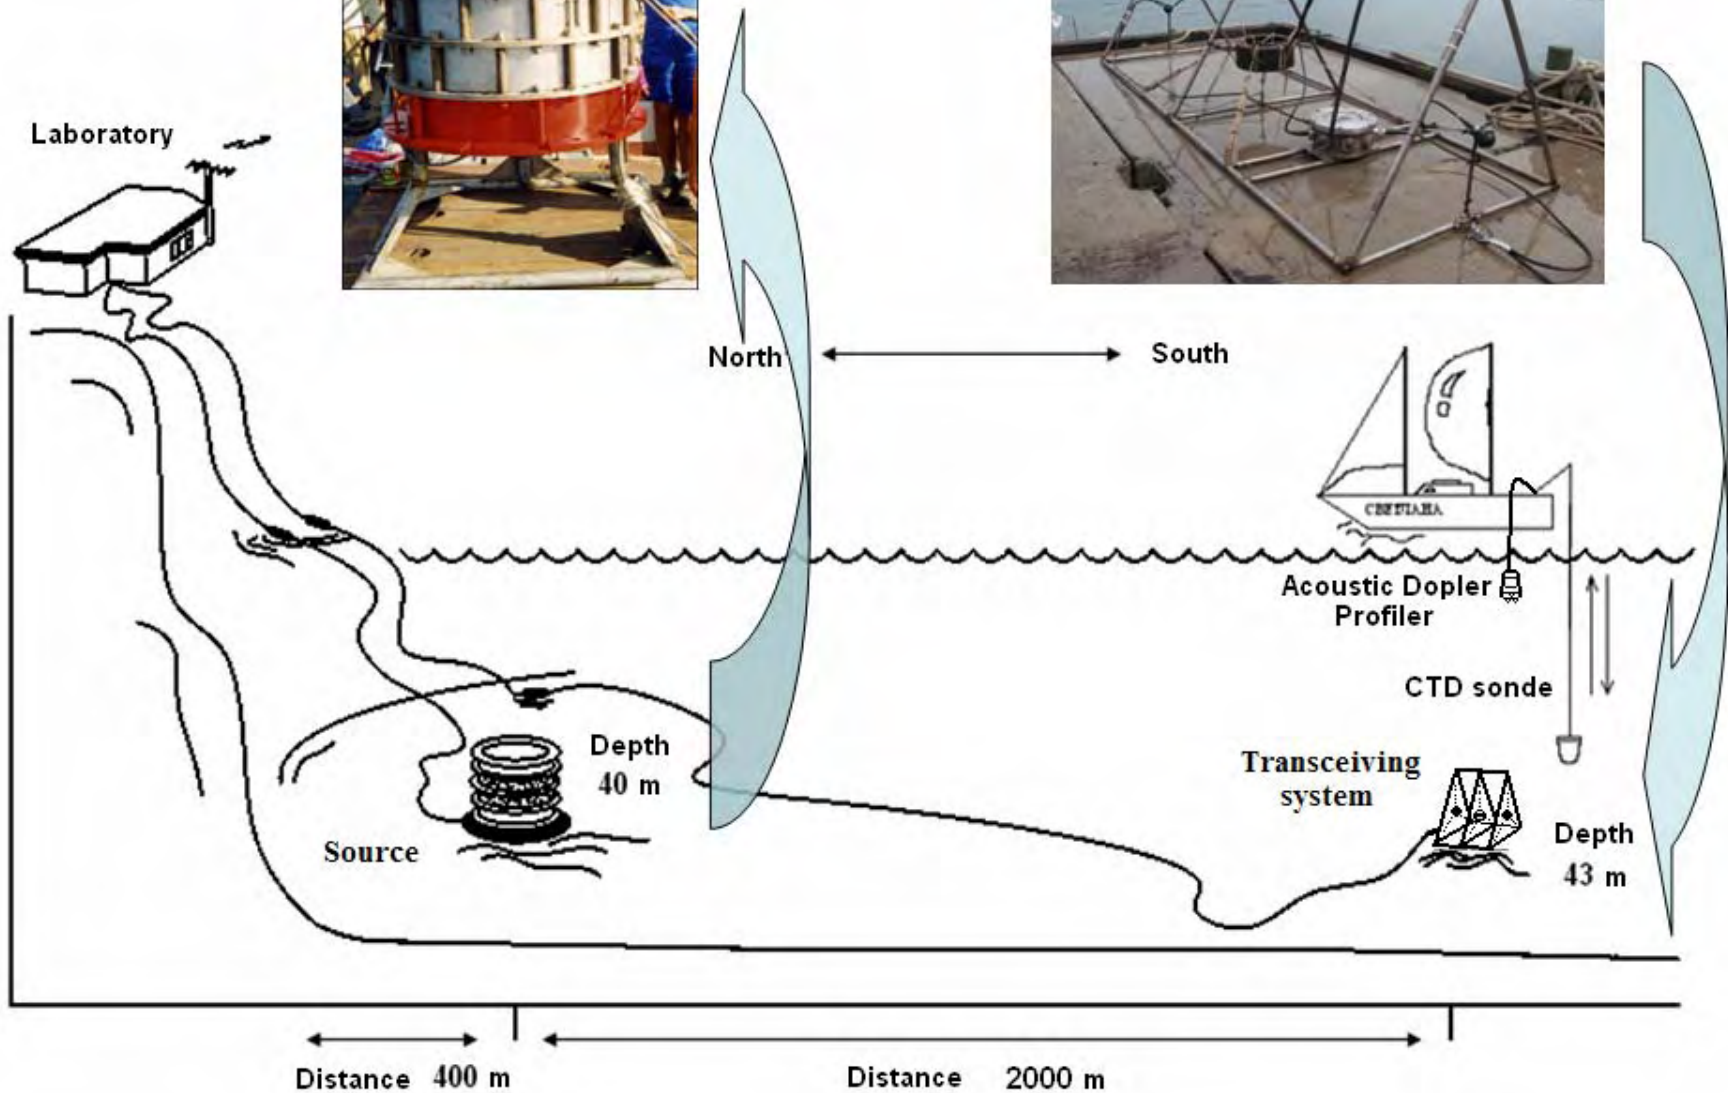 Laboratory
North
South
Acoustic Dopler
Profiler
CTD sonde
Depth
40 m
Transceiving
system
Source
Depth
43 m
Distance 400 m
Distance 2000 m